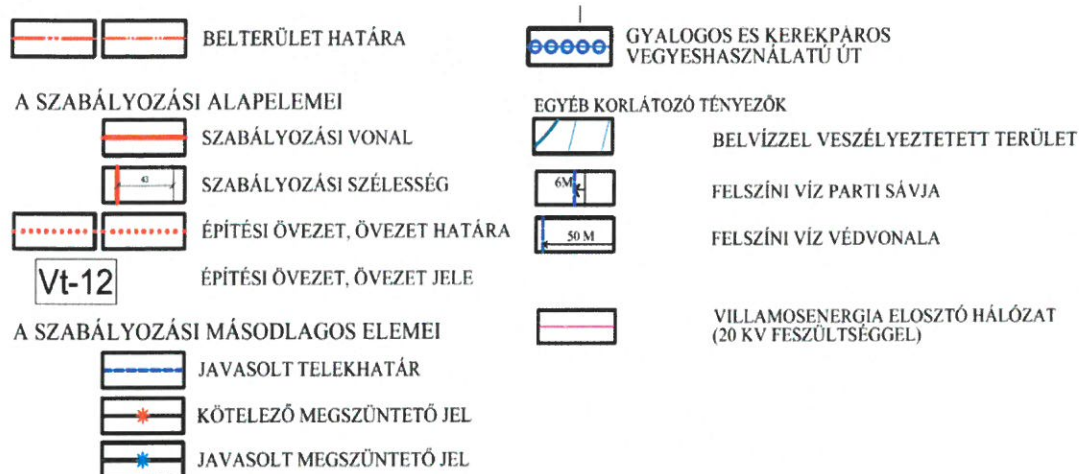 BELTERÜLET HATÁRA
A SZABÁLYOZÁSI ALAPELEMEI
SZABÁLYOZÁSI VONAL
43
SZABÁLYOZÁSI SZÉLESSÉG
ÉPÍTÉSI ÖVEZET, ÖVEZET HATÁRA
Vt-12
ÉPÍTÉSI ÖVEZET, ÖVEZET JELE
A SZABÁLYOZÁSI MÁSODLAGOS ELEMEI
JAVASOLT TELEKHATÁR
KÖTELEZŐ MEGSZÜNTETŐ JEL
JAVASOLT MEGSZÜNTETŐ JEL
GYALOGOS ÉS KERÉKPÁROS
VEGYESHASZNÁLATÚ ÚT
EGYÉB KORLÁTOZÓ TÉNYEZŐK
BELVÍZZEL VESZÉLYEZTETETT TERÜLET
6M
FELSZÍNI VÍZ PARTI SÁVJA
50 M
FELSZÍNI VÍZ VÉDVONALA
VILLAMOSENERGIA ELOSZTÓ HÁLÓZAT
(20 KV FESZÜLTSÉGGEL)